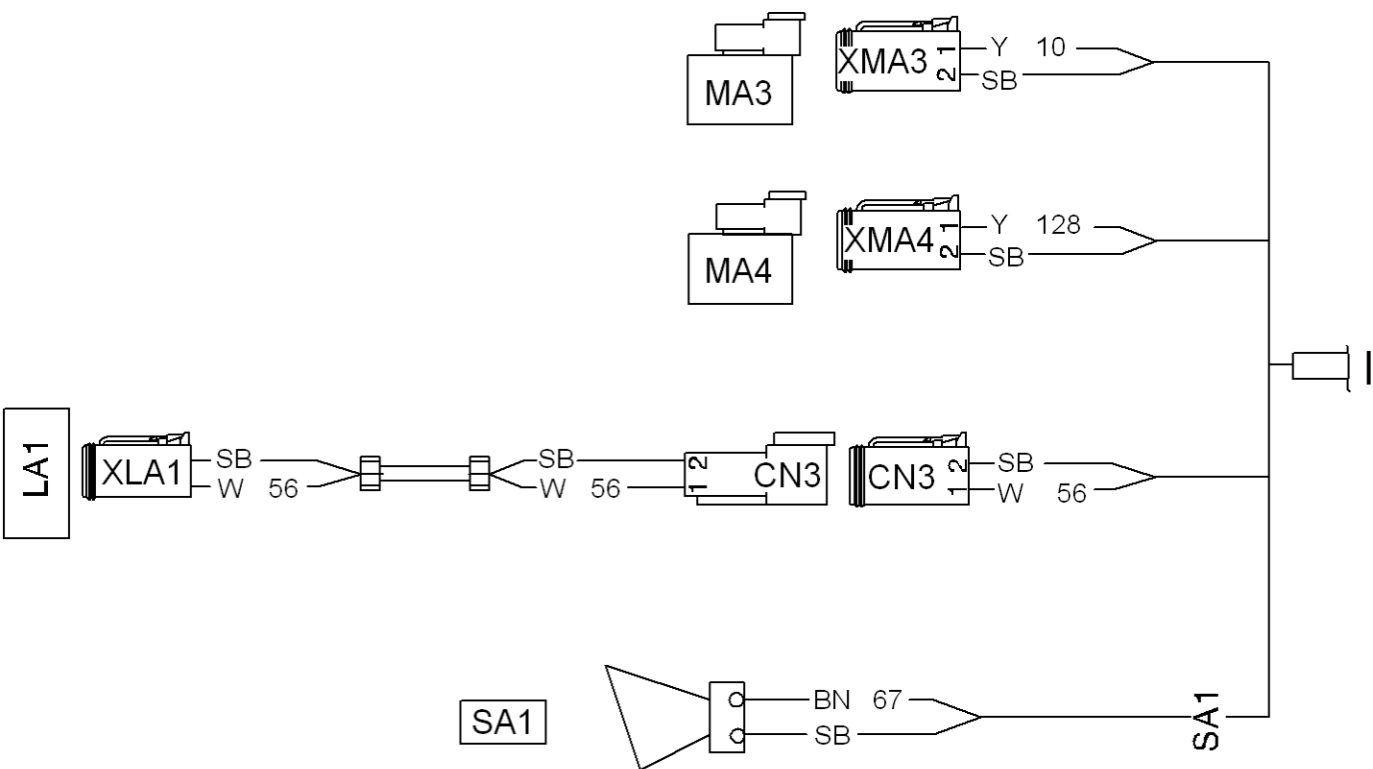 MA3
XMA3
1 Y 10
2 SB
MA4
XMA4
1 Y 128
2 SB
I
LA1
XLA1
SB
W 56
SB 2
W 56 1
CN3
CN3
2 SB
1 W 56
SA1
BN 67
SB
SA1